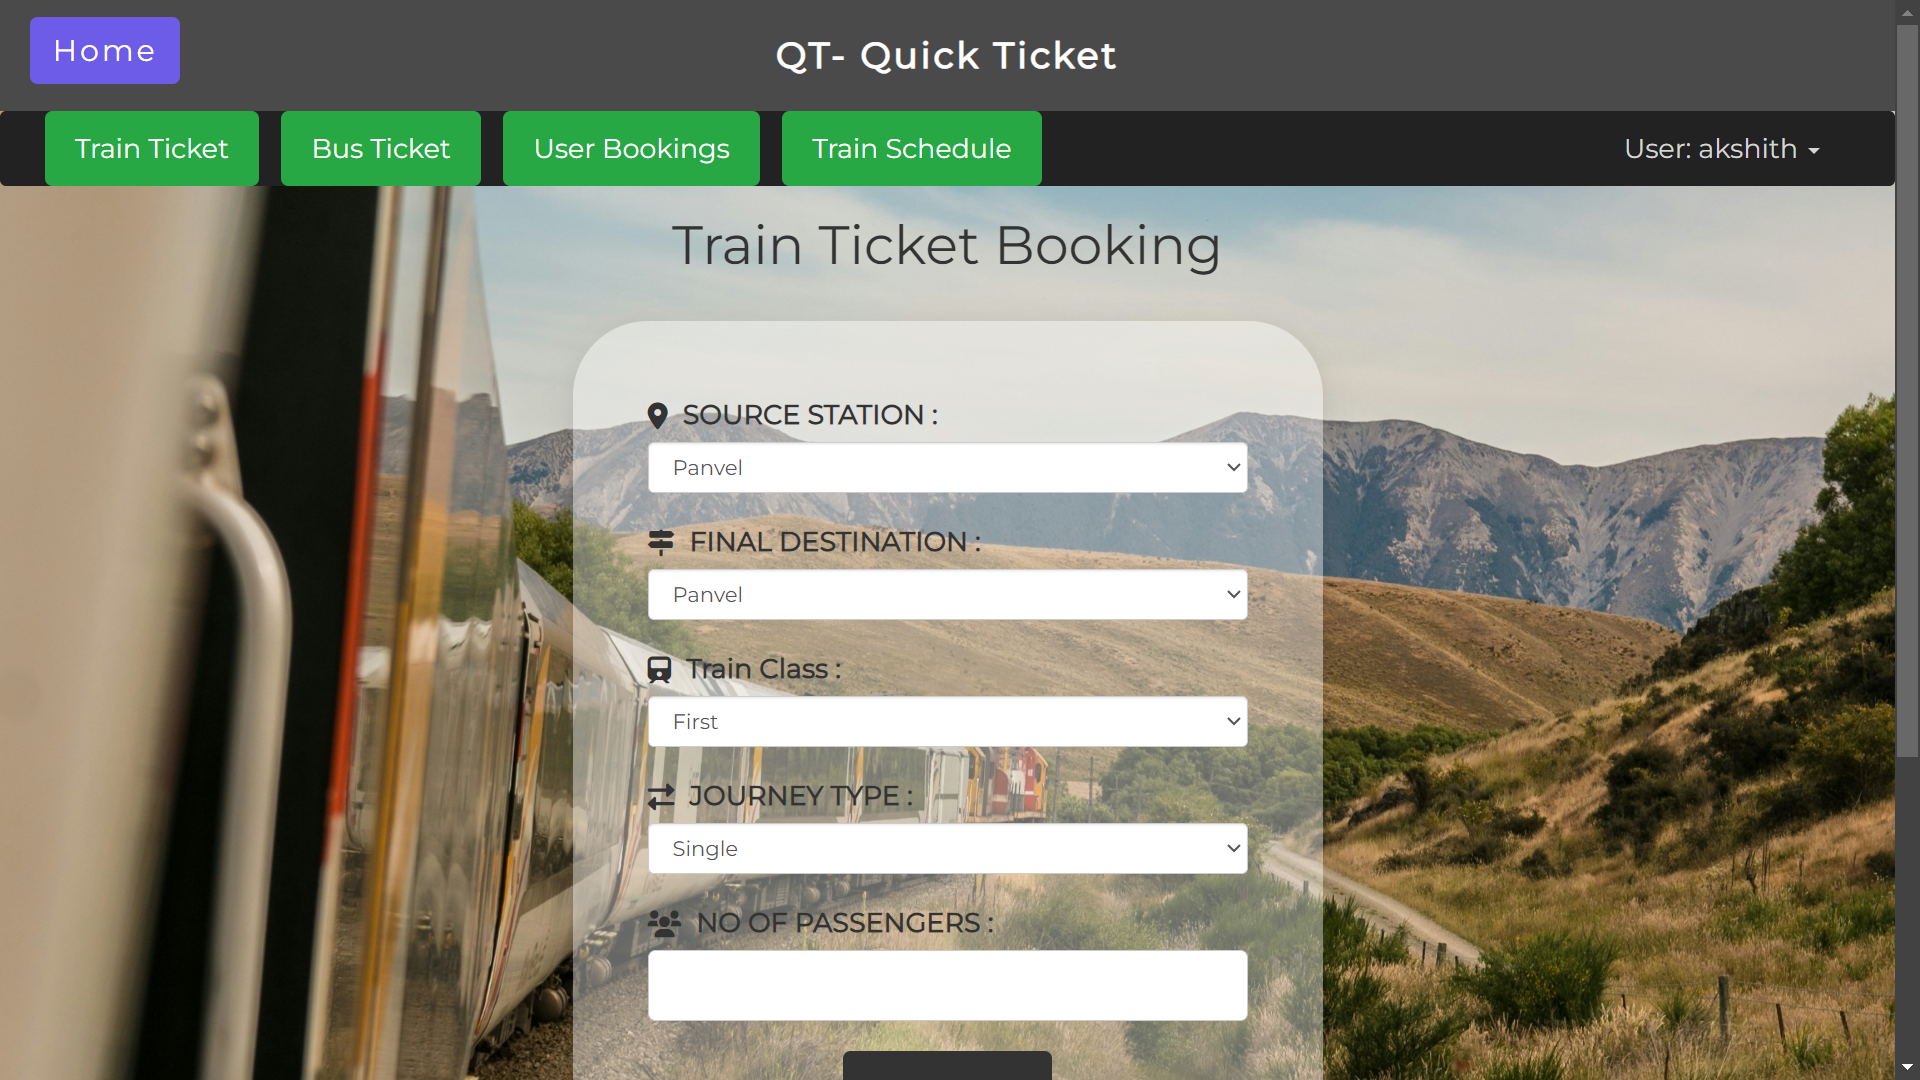 Home
QT- Quick Ticket
Train Ticket
Bus Ticket
User Bookings
Train Schedule
User: akshith
Train Ticket Booking
SOURCE STATION :
Panvel
FINAL DESTINATION :
Panvel
Train Class :
First
JOURNEY TYPE :
Single
NO OF PASSENGERS :